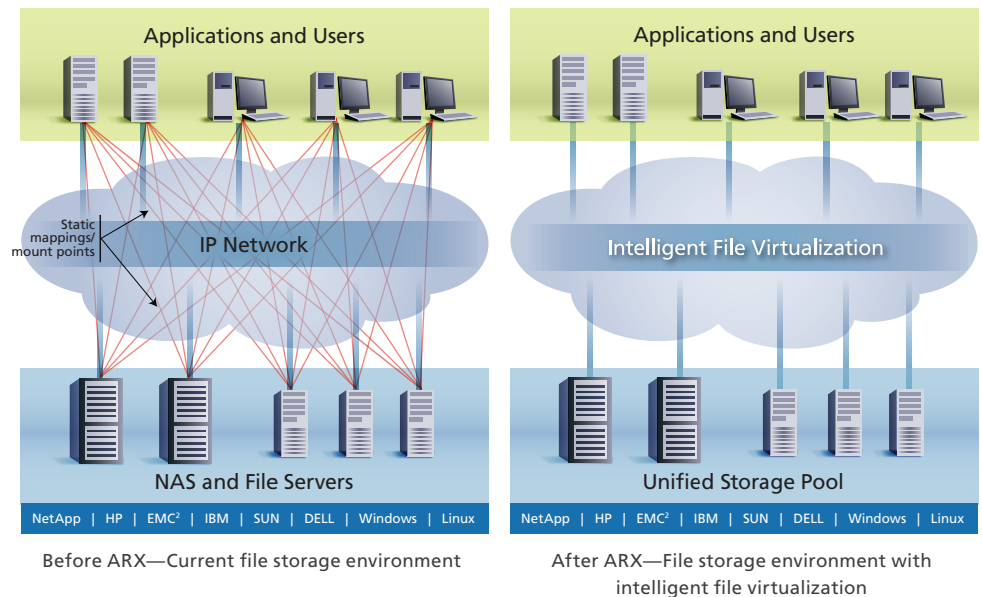 Applications and Users
Static
mappings/
mount points
IP Network
NAS and File Servers
NetApp | HP | EMC² | IBM | SUN | DELL | Windows | Linux
Before ARX—Current file storage environment
Applications and Users
Intelligent File Virtualization
Unified Storage Pool
NetApp | HP | EMC² | IBM | SUN | DELL | Windows | Linux
After ARX—File storage environment with
intelligent file virtualization